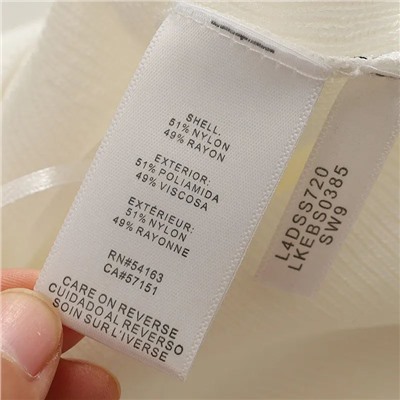 SHELL.
51% NYLON
49% RAYON
EXTERIOR.
51% POLIAMIDA
49% VISCOSA
EXTÉRIEUR:
51% NYLON
49% RAYONNE
RN#54163
CA#57151
CARE ON REVERSE
CUIDADO AL REVERSO
SOIN SUR L'IVERSE
L4DSS720
LKEBS0385
SW9